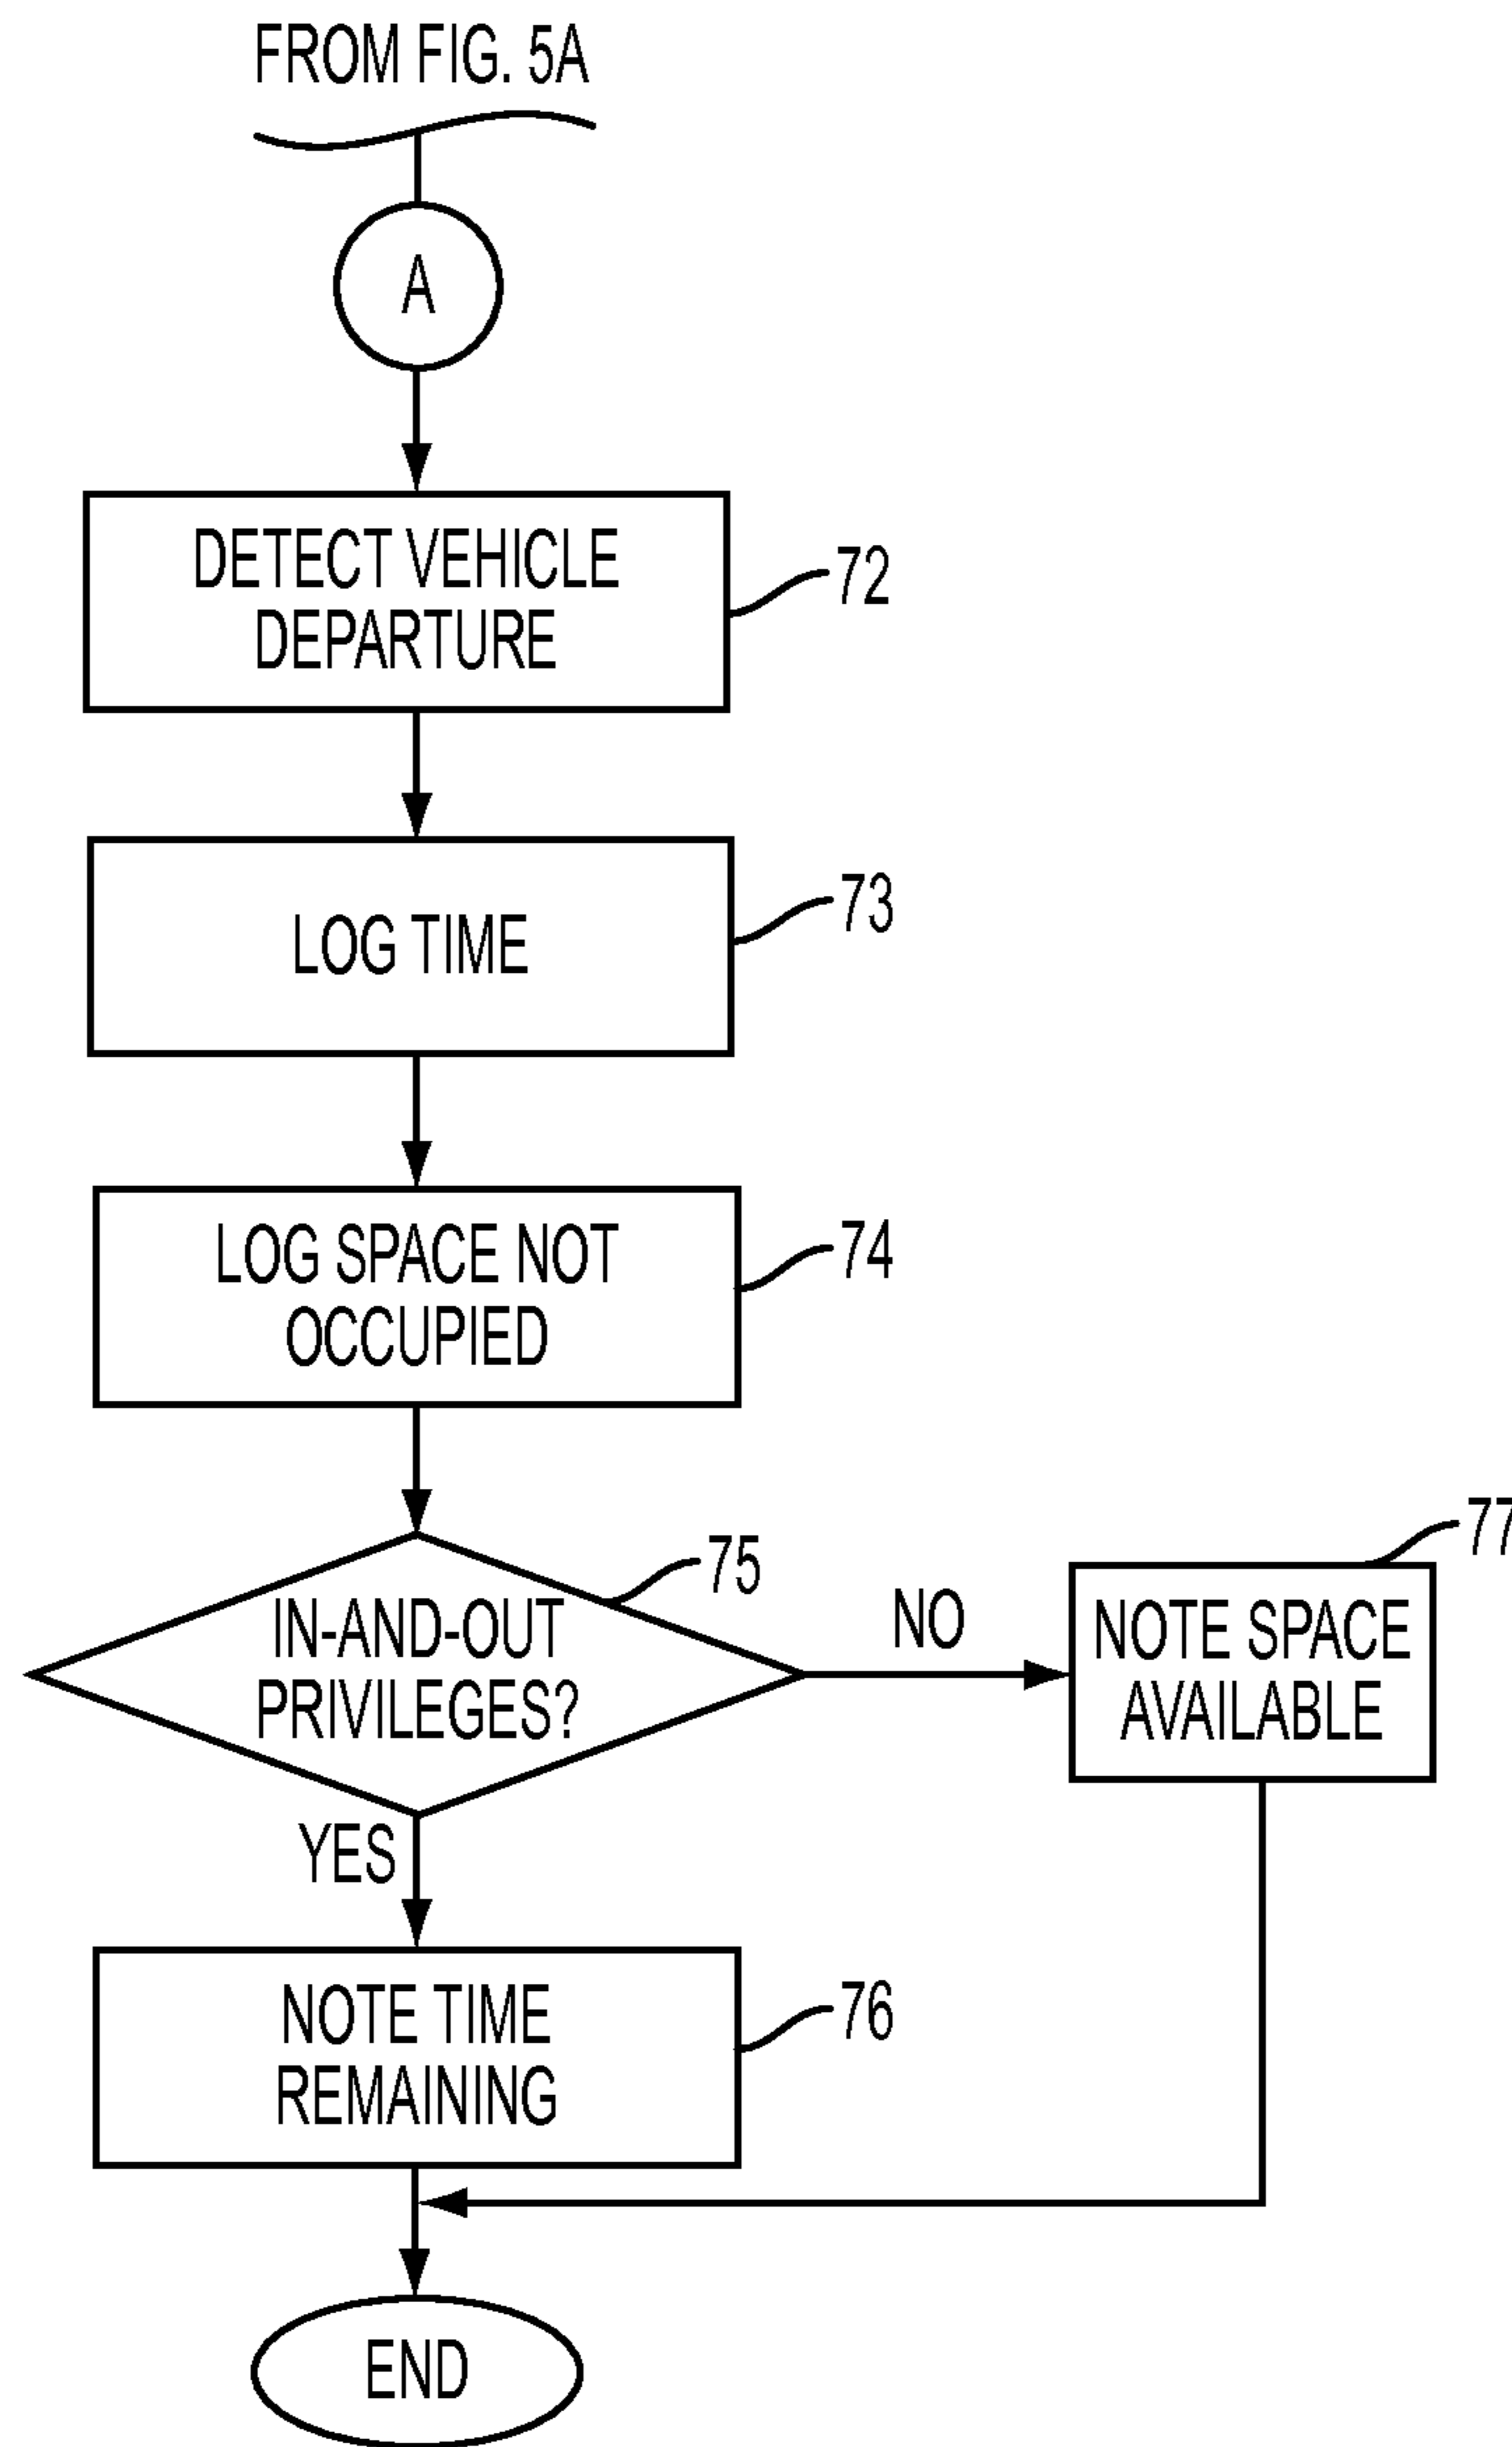 FROM FIG. 5A
A
DETECT VEHICLE
DEPARTURE
72
LOG TIME
73
LOG SPACE NOT
OCCUPIED
74
75
IN-AND-OUT
PRIVILEGES?
NO
77
NOTE SPACE
AVAILABLE
YES
NOTE TIME
REMAINING
76
END